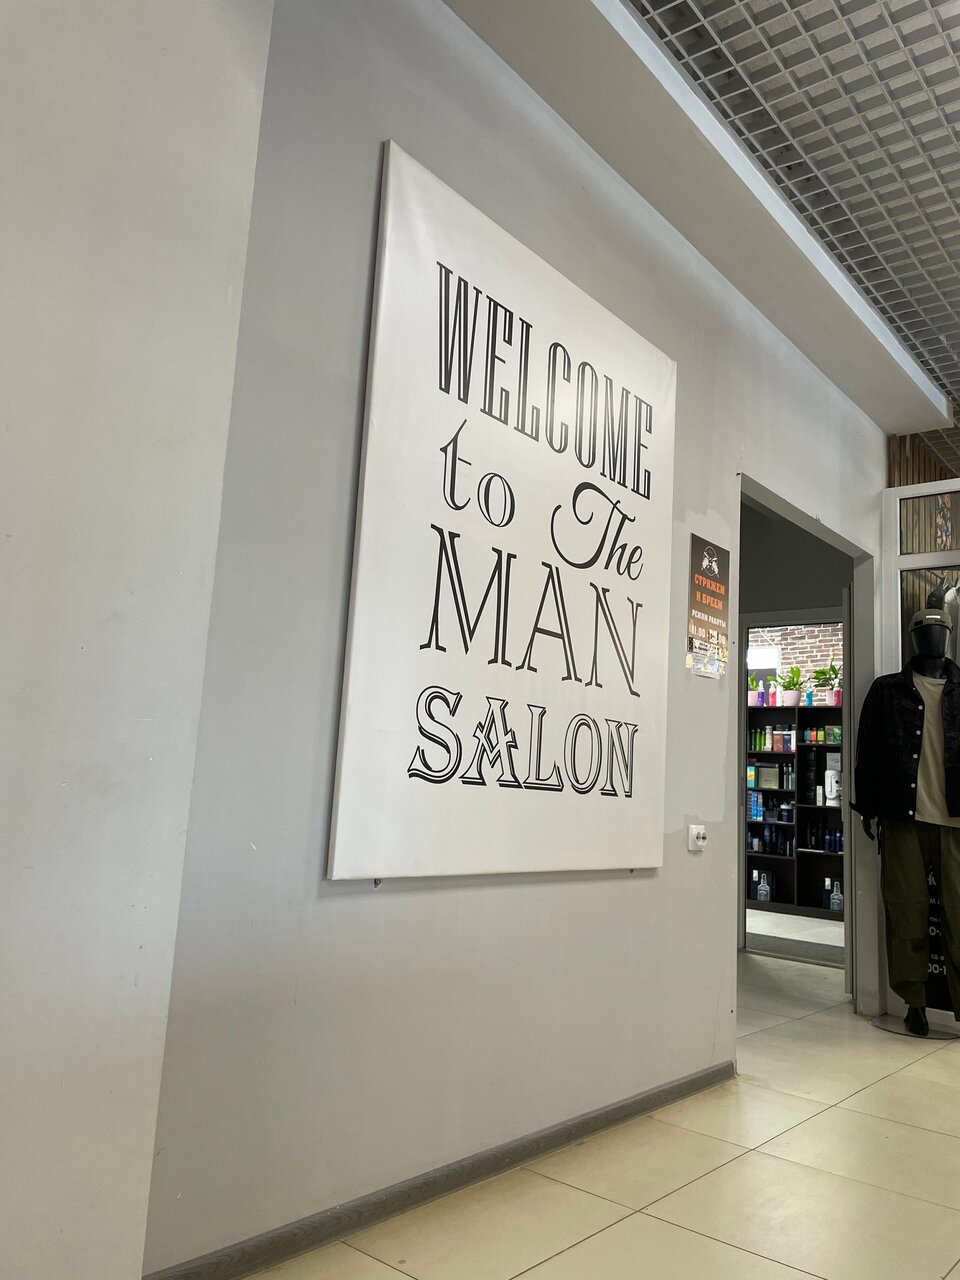 WELCOME
to The
MAN
SALON
СТРИЖЕМ
И БРЕЕМ
РЕЖИМ РАБОТЫ